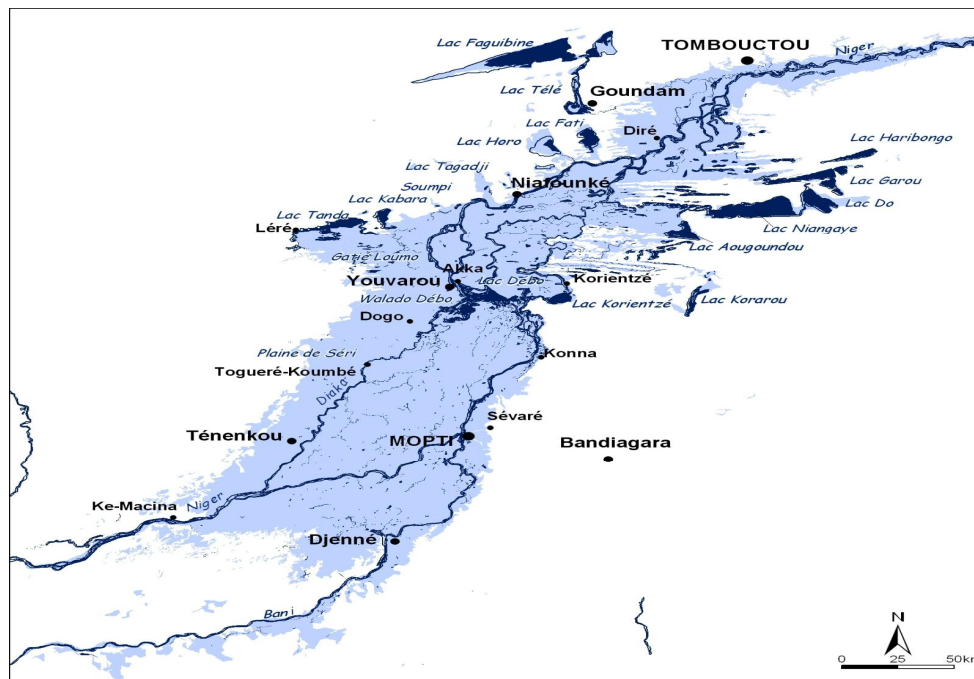 Lac Faguibine
TOMBOUCTOU
Niger
Lac Télé
Goundam
Lac Fati
Diré
Lac Horo
Lac Haribongo
Lac Tagadji
Lac Garou
Soumpi
Niafounké
Lac Kabara
Lac Do
Lac Tanda
Léré
Lac Niangaye
Lac Aougoundou
Gatie Loumo
Akka
Youvarou
Lac Débo
Korientzé
Walado Débo
Lac Korientzé
Lac Korarou
Dogo
Plaine de Séri
Konna
Togueré-Koumbé
Diaka
Sévaré
Ténenkou
MOPTI
Bandiagara
Ke-Macina
Niger
Djenné
Bani
N
0 25 50km